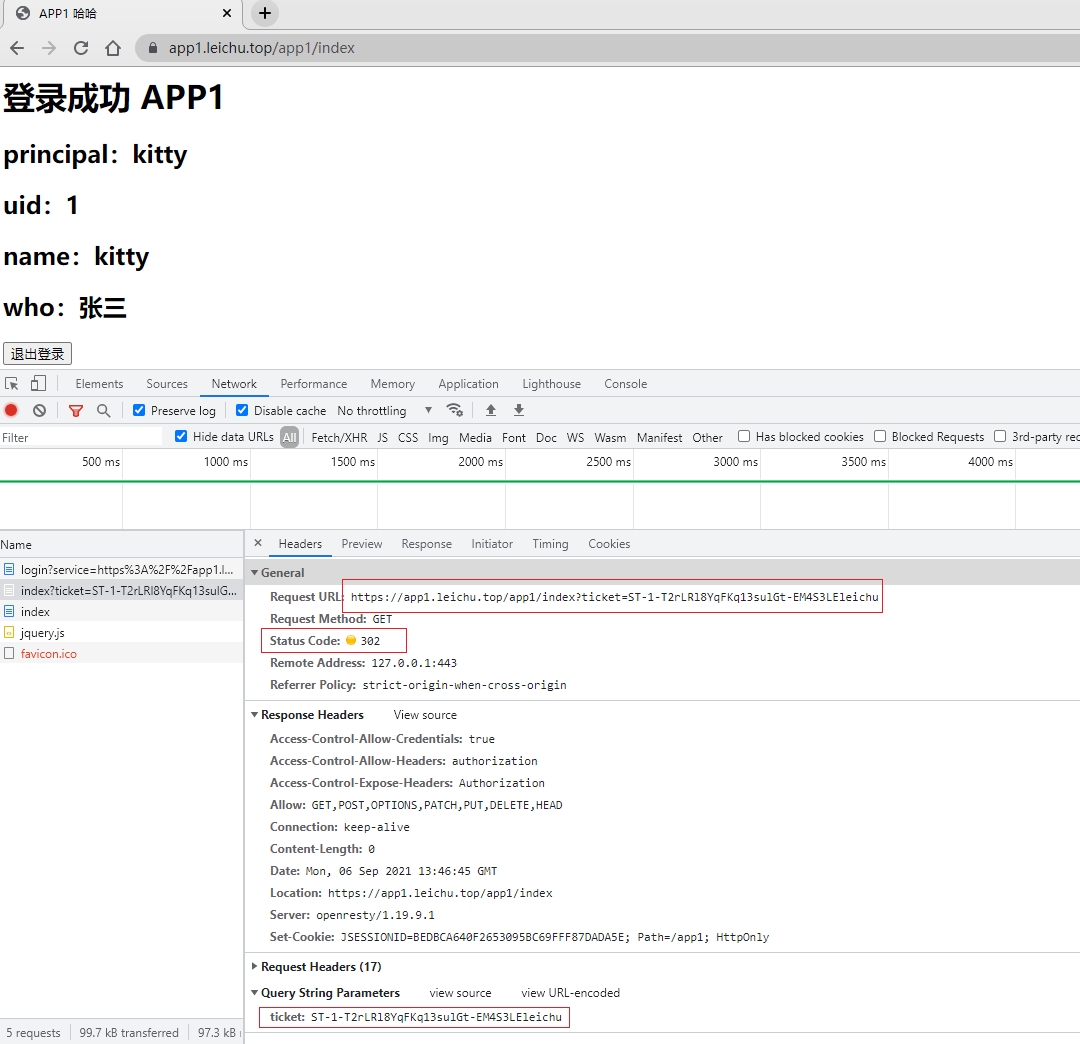 APP1 哈哈
app1.leichu.top/app1/index
登录成功 APP1
principal：kitty
uid：1
name：kitty
who：张三
退出登录
Elements Sources Network Performance Memory Application Lighthouse Console
Preserve log Disable cache No throttling
Filter Hide data URLs All Fetch/XHR JS CSS Img Media Font Doc WS Wasm Manifest Other Has blocked cookies Blocked Requests 3rd-party rec
500 ms 1000 ms 1500 ms 2000 ms 2500 ms 3000 ms 3500 ms 4000 ms
Name
login?service=https%3A%2F%2Fapp1.l...
index?ticket=ST-1-T2rLRl8YqFKq13sulG...
index
jquery.js
favicon.ico
5 requests 99.7 kB transferred 97.3 kB
Headers Preview Response Initiator Timing Cookies
General
Request URL: https://app1.leichu.top/app1/index?ticket=ST-1-T2rLRl8YqFKq13sulGt-EM4S3LEleichu
Request Method: GET
Status Code: 302
Remote Address: 127.0.0.1:443
Referrer Policy: strict-origin-when-cross-origin
Response Headers View source
Access-Control-Allow-Credentials: true
Access-Control-Allow-Headers: authorization
Access-Control-Expose-Headers: Authorization
Allow: GET,POST,OPTIONS,PATCH,PUT,DELETE,HEAD
Connection: keep-alive
Content-Length: 0
Date: Mon, 06 Sep 2021 13:46:45 GMT
Location: https://app1.leichu.top/app1/index
Server: openresty/1.19.9.1
Set-Cookie: JSESSIONID=BEDBCA640F2653095BC69FFF87DADA5E; Path=/app1; HttpOnly
Request Headers (17)
Query String Parameters view source view URL-encoded
ticket: ST-1-T2rLRl8YqFKq13sulGt-EM4S3LEleichu